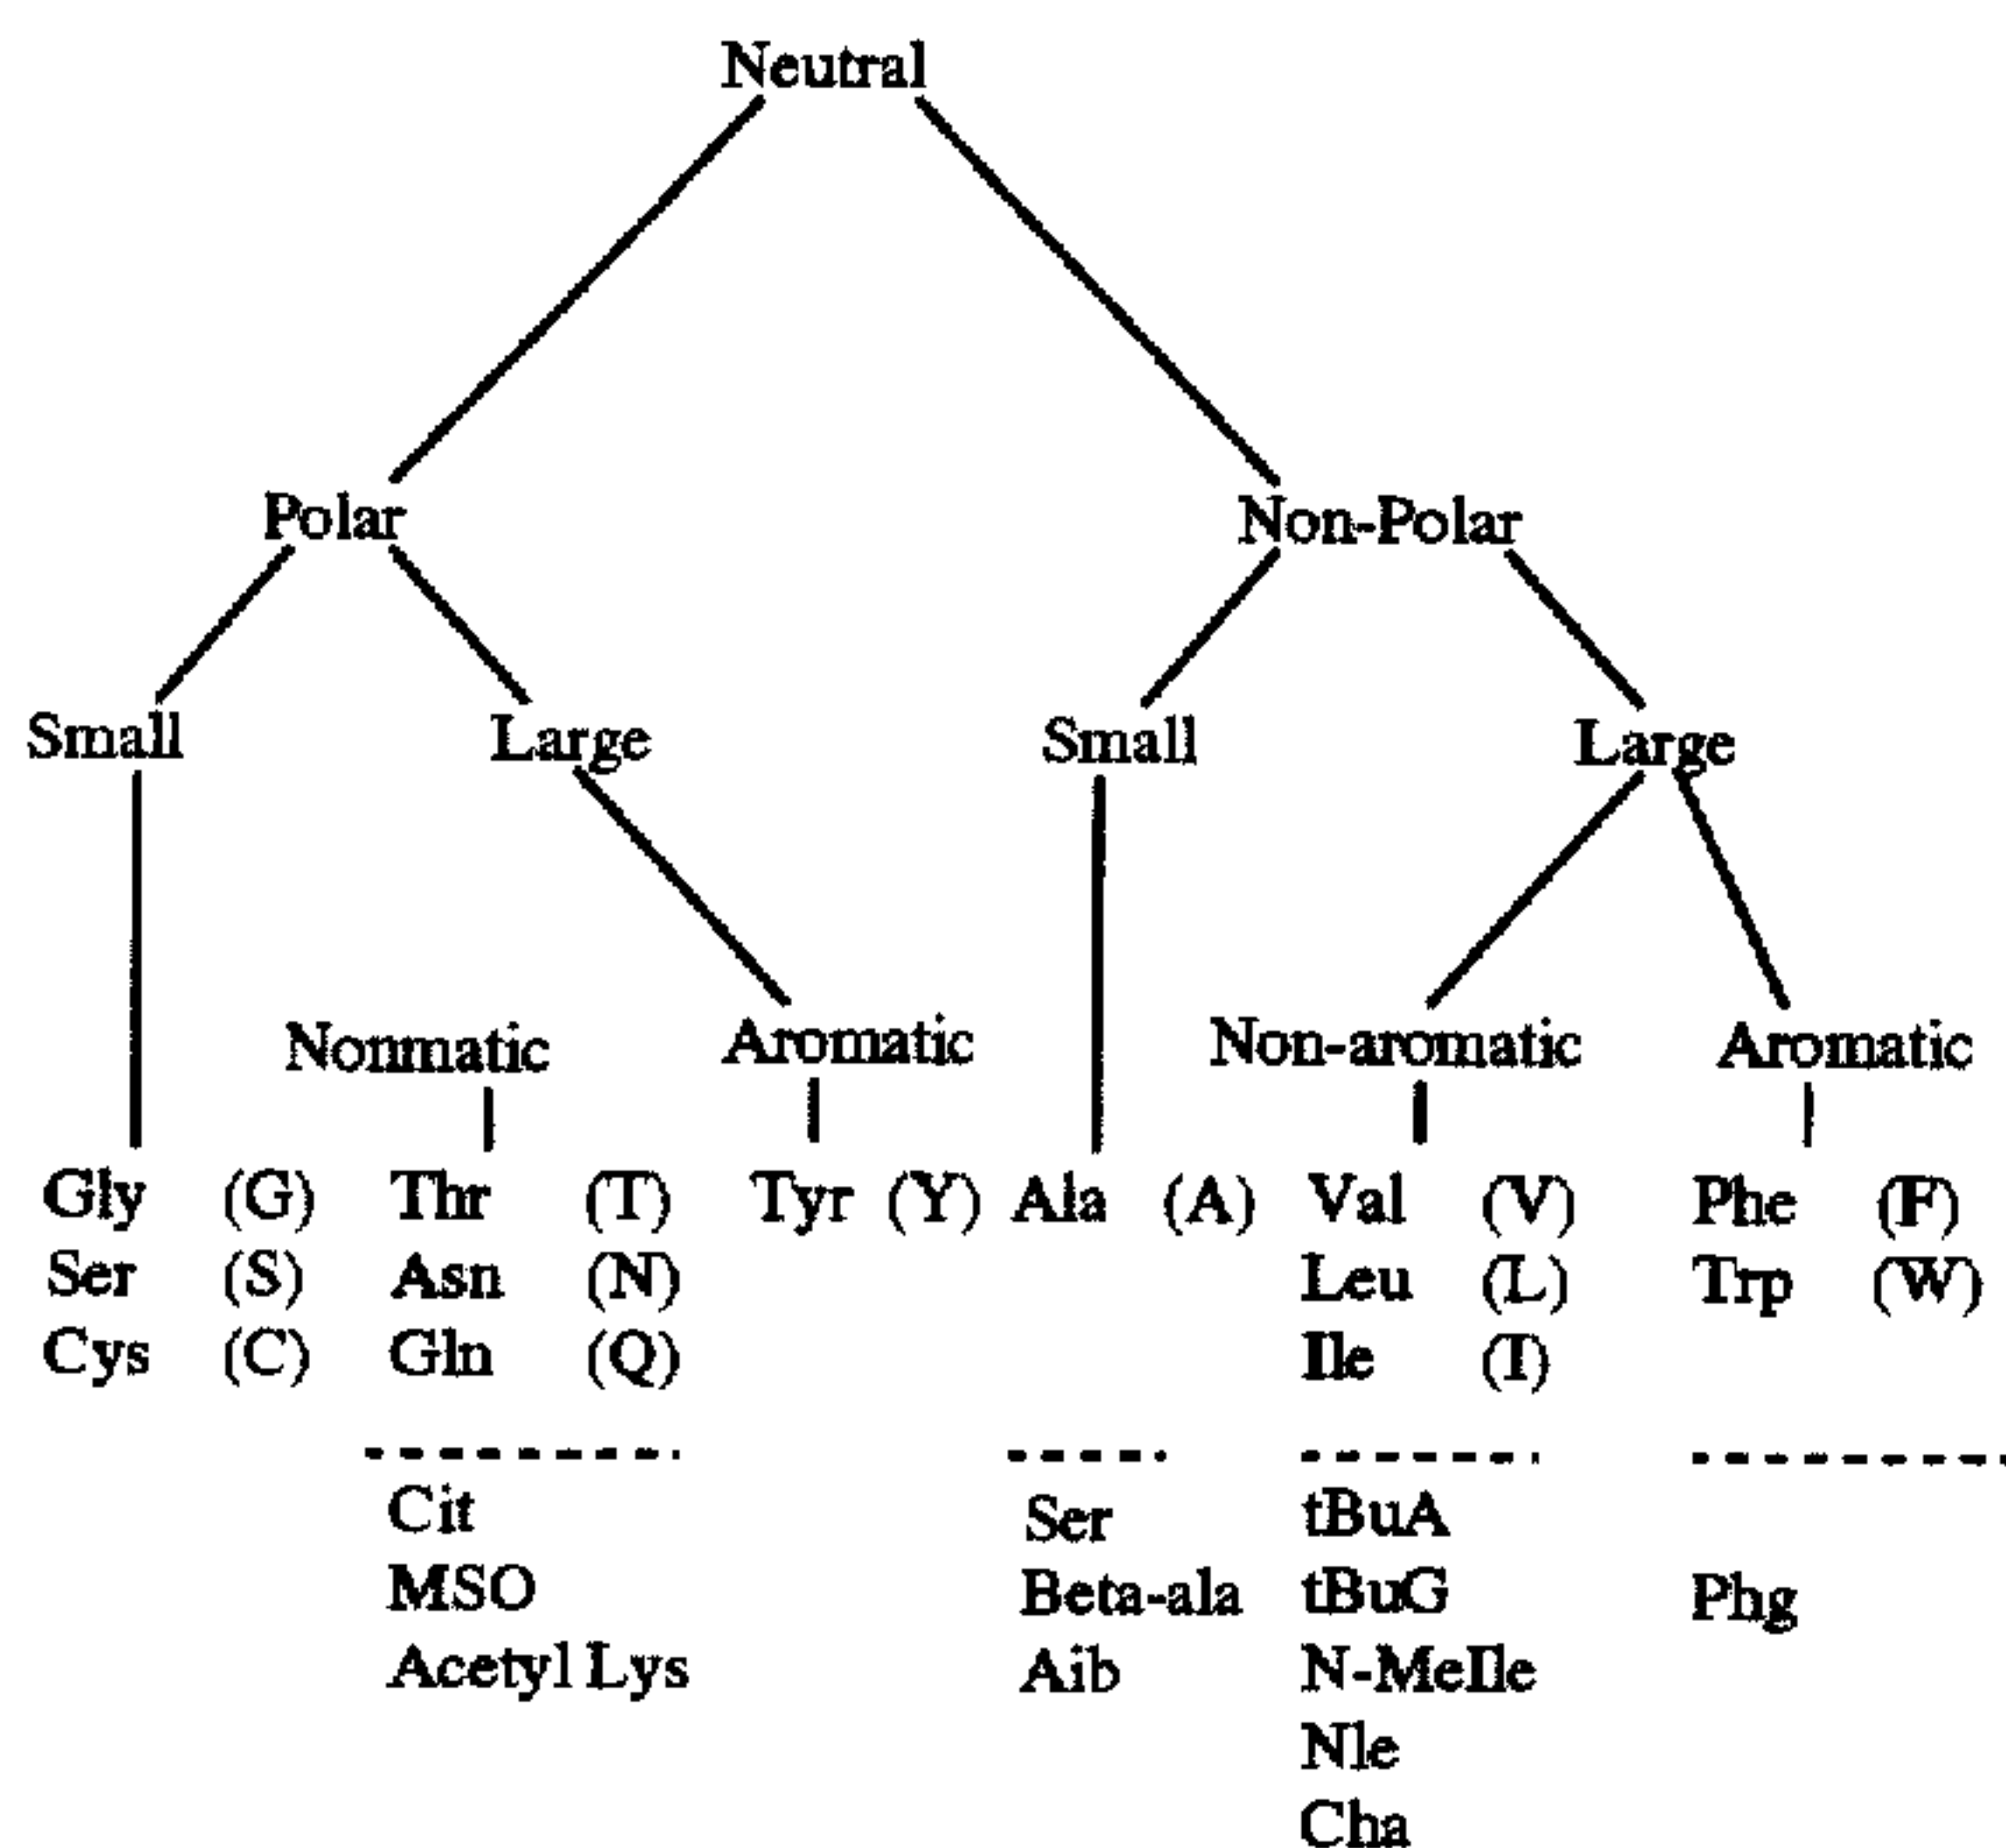 Neutral
Polar Non-Polar
Small Large Small Large
Nonmatic Aromatic Non-aromatic Aromatic
Gly (G) Thr (T) Tyr (Y) Ala (A) Val (V) Phe (F)
Ser (S) Asn (N) Leu (L) Trp (W)
Cys (C) Gln (Q) Ile (I)
Cit Ser tBuA
MSO Beta-ala tBuG Phg
Acetyl Lys Aib N-MeIle
Nle
Cha